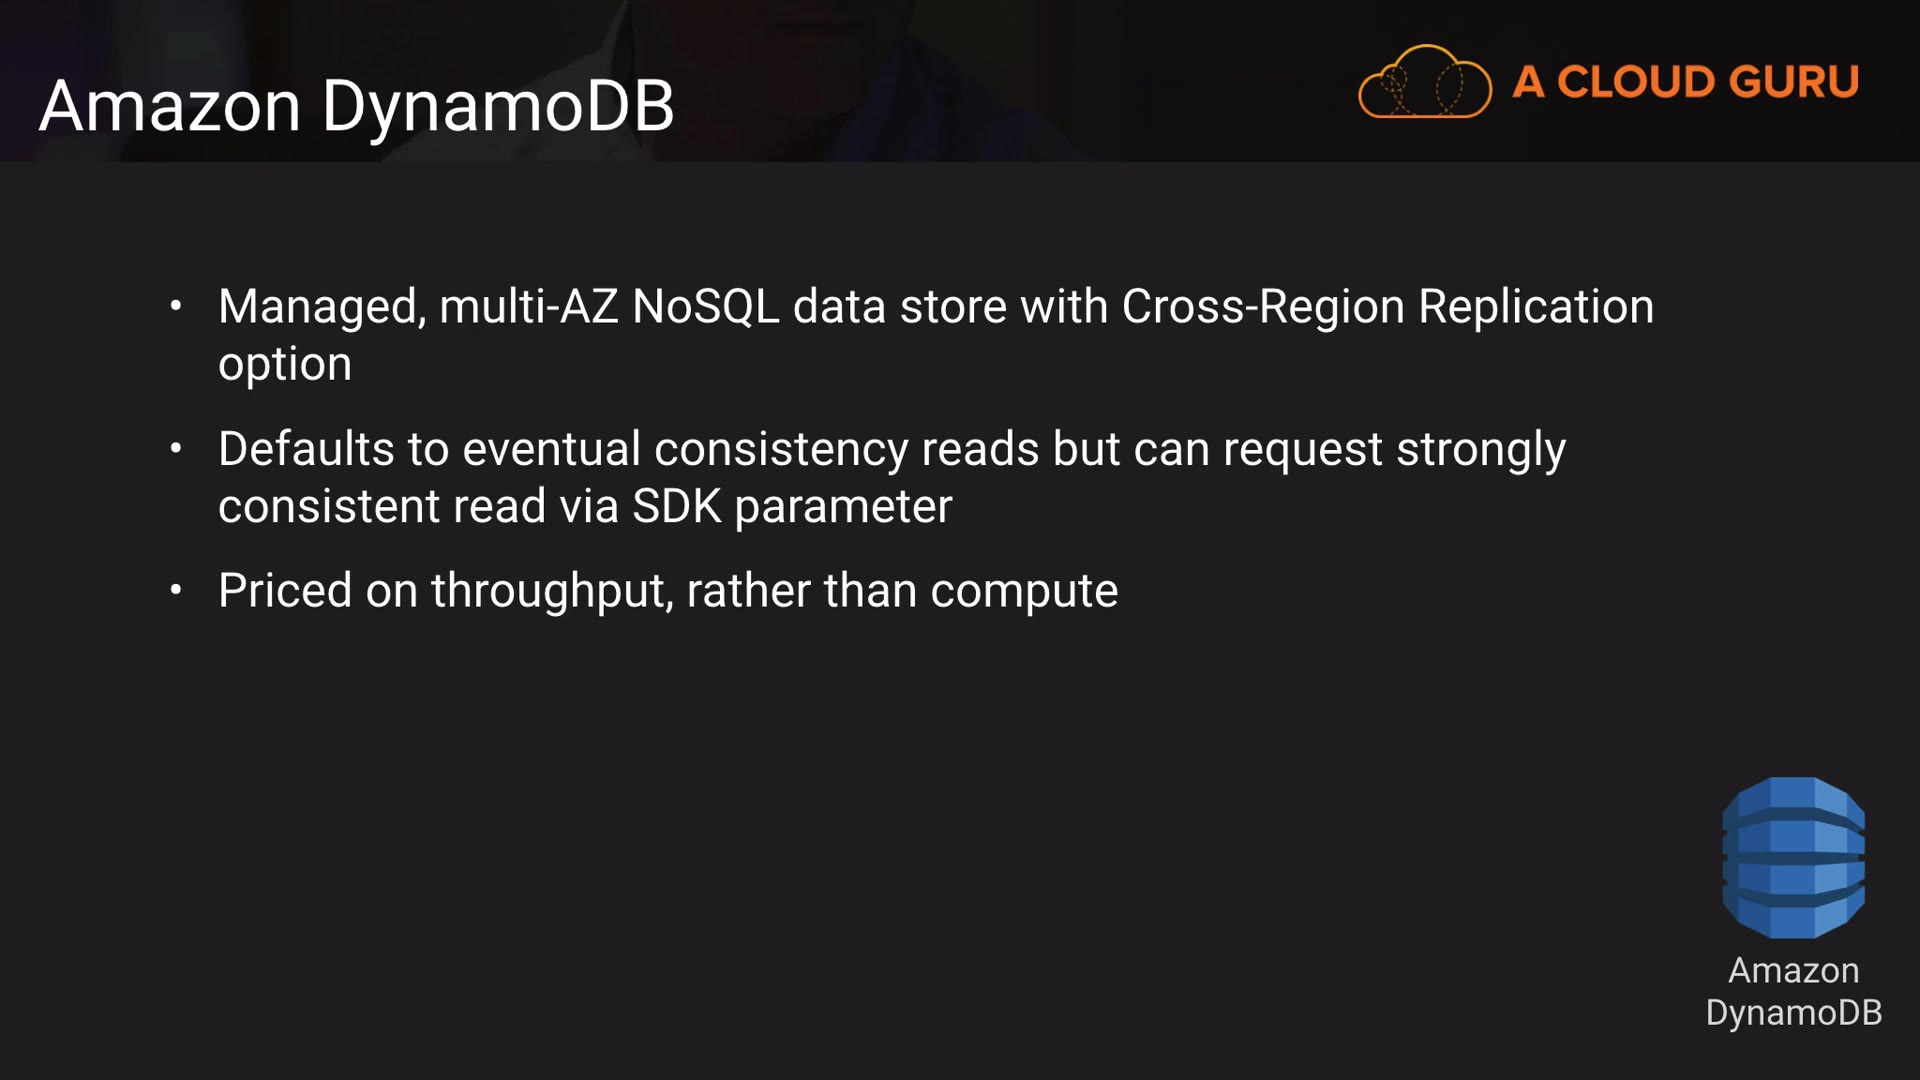 Amazon DynamoDB
A CLOUD GURU
• Managed, multi-AZ NoSQL data store with Cross-Region Replication
option
• Defaults to eventual consistency reads but can request strongly
consistent read via SDK parameter
• Priced on throughput, rather than compute
Amazon
DynamoDB